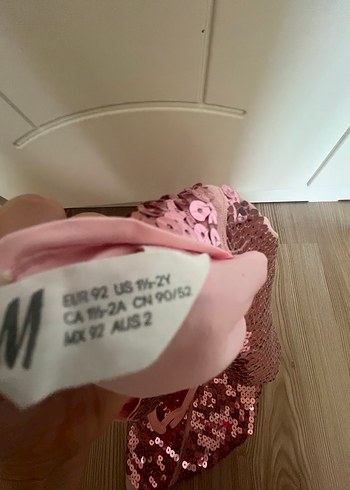 M
EUR 92 US 1½-2Y
CA 1½-2A CN 90/52
MX 92 AUS 2